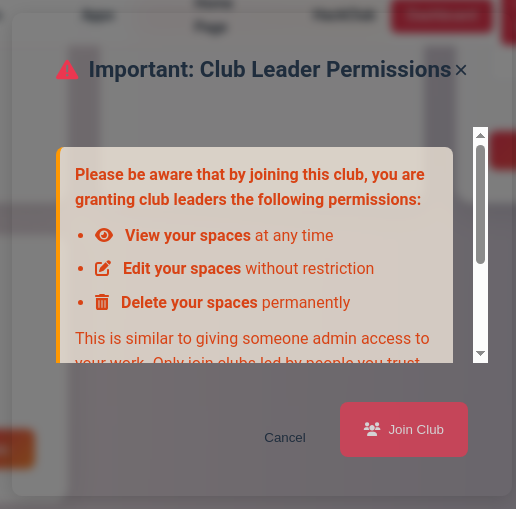 Apps
Home
Page
Important: Club Leader Permissions ×
Please be aware that by joining this club, you are
granting club leaders the following permissions:
View your spaces at any time
Edit your spaces without restriction
Delete your spaces permanently
This is similar to giving someone admin access to
your work. Only join clubs led by people you trust
Cancel
Join Club